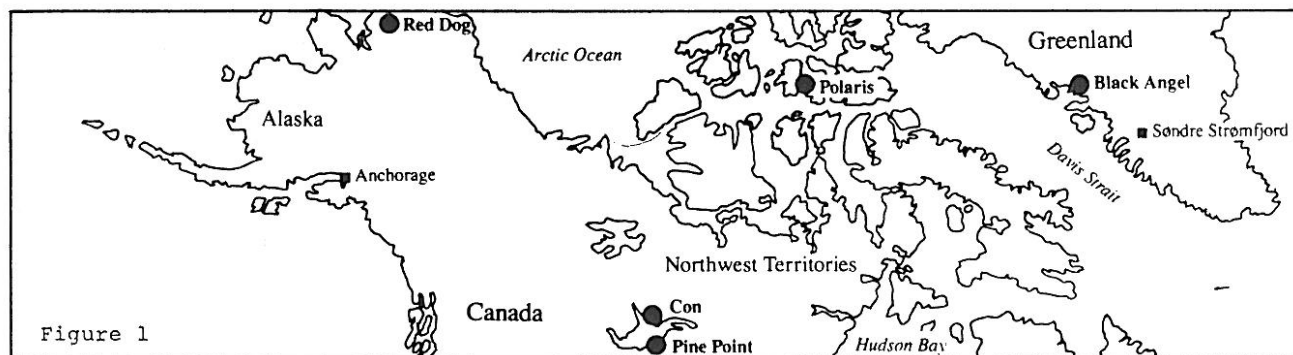 Red Dog
Arctic Ocean
Greenland
Polaris
Black Angel
Alaska
Søndre Strømfjord
Anchorage
Davis Strait
Northwest Territories
Con
Canada
Figure 1
Pine Point
Hudson Bay